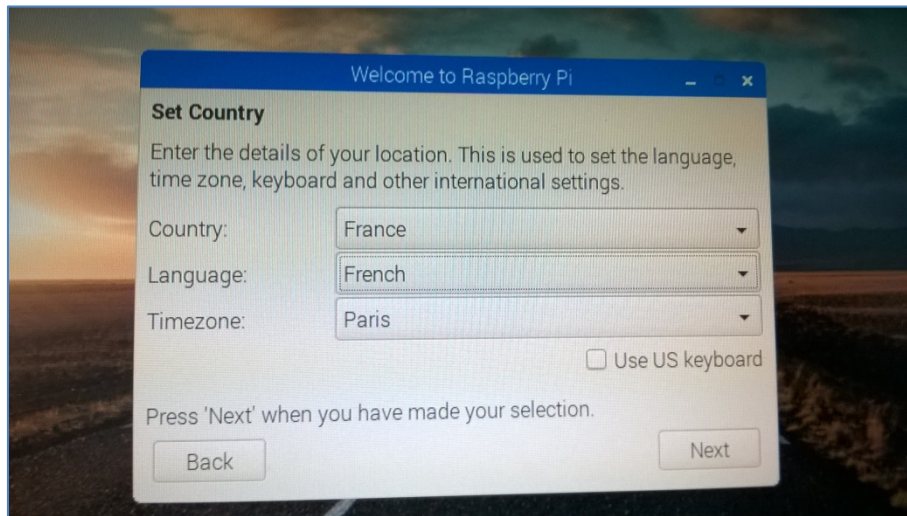 Welcome to Raspberry Pi
Set Country
Enter the details of your location. This is used to set the language,
time zone, keyboard and other international settings.
Country: France
Language: French
Timezone: Paris
Use US keyboard
Press 'Next' when you have made your selection.
Back Next